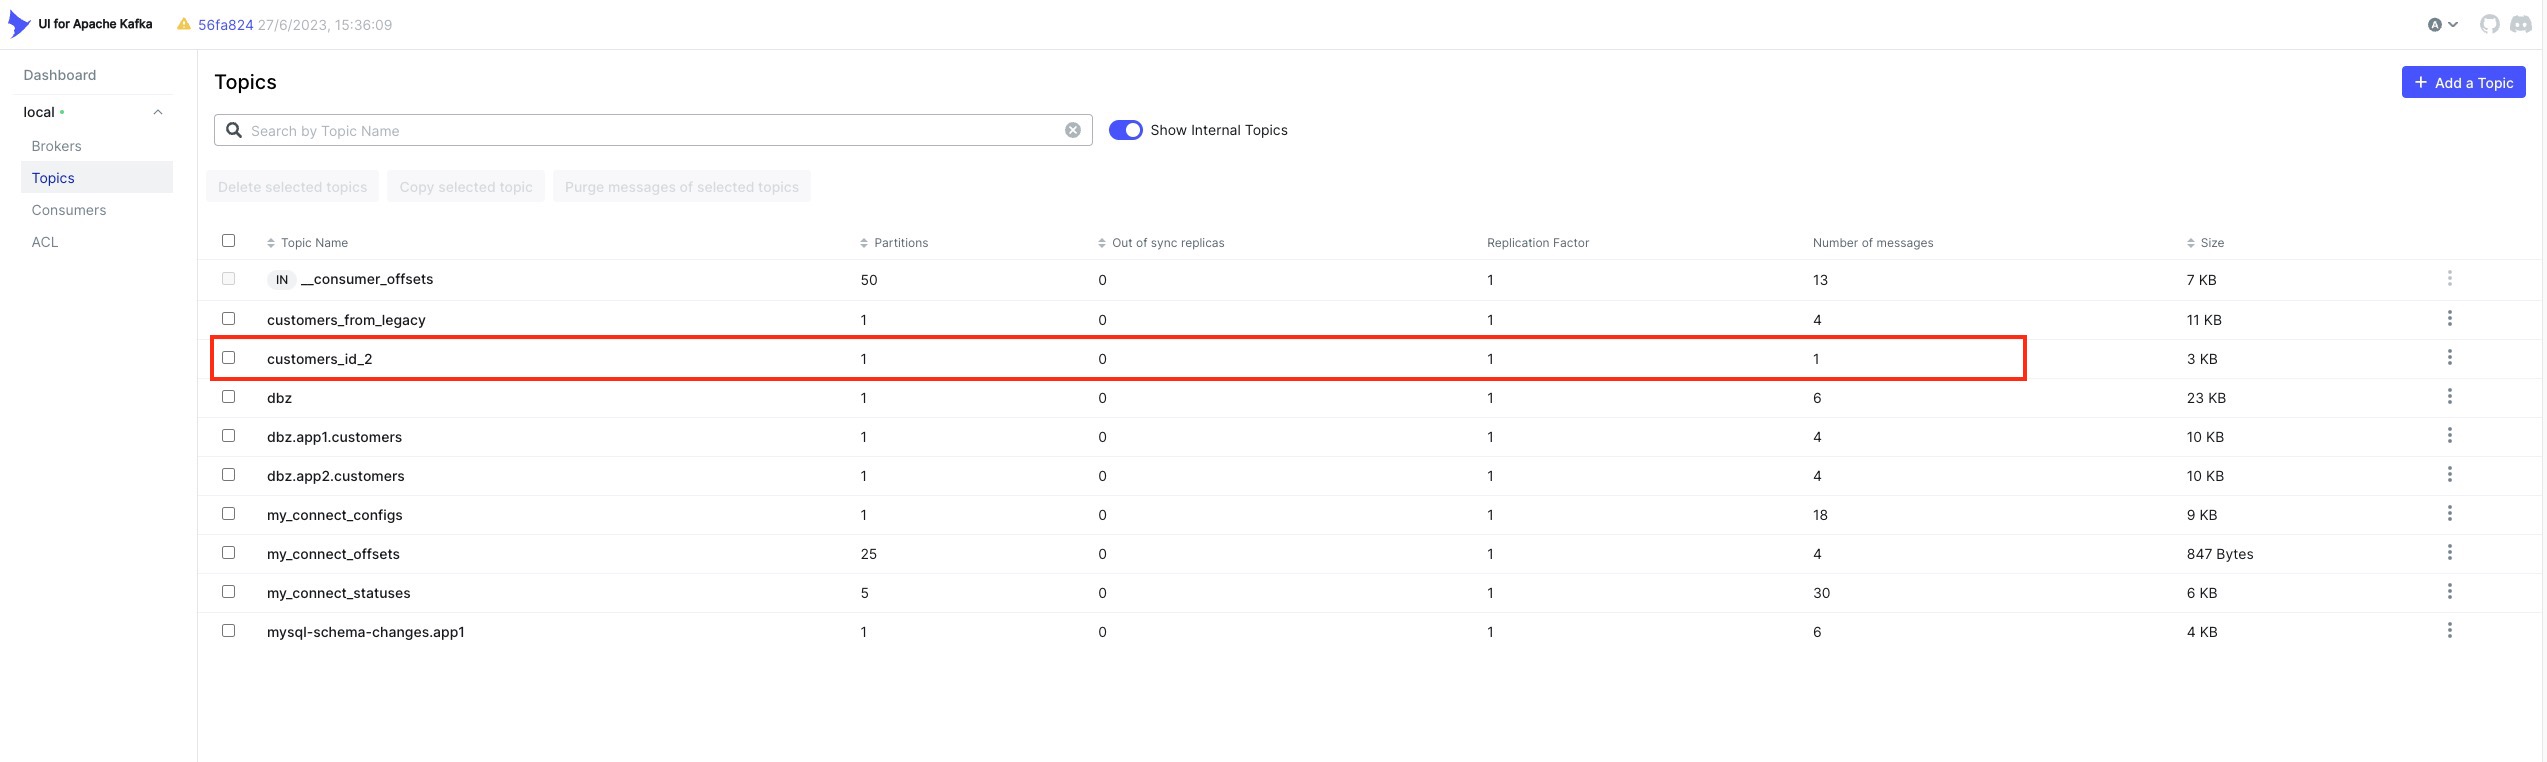 UI for Apache Kafka 56fa824 27/6/2023, 15:36:09 A
Dashboard
local
Brokers
Topics
Consumers
ACL
Topics
Add a Topic
Search by Topic Name
Show Internal Topics
Delete selected topics Copy selected topic Purge messages of selected topics
Topic Name Partitions Out of sync replicas Replication Factor Number of messages Size
IN __consumer_offsets 50 0 1 13 7 KB
customers_from_legacy 1 0 1 4 11 KB
customers_id_2 1 0 1 1 3 KB
dbz 1 0 1 6 23 KB
dbz.app1.customers 1 0 1 4 10 KB
dbz.app2.customers 1 0 1 4 10 KB
my_connect_configs 1 0 1 18 9 KB
my_connect_offsets 25 0 1 4 847 Bytes
my_connect_statuses 5 0 1 30 6 KB
mysql-schema-changes.app1 1 0 1 6 4 KB